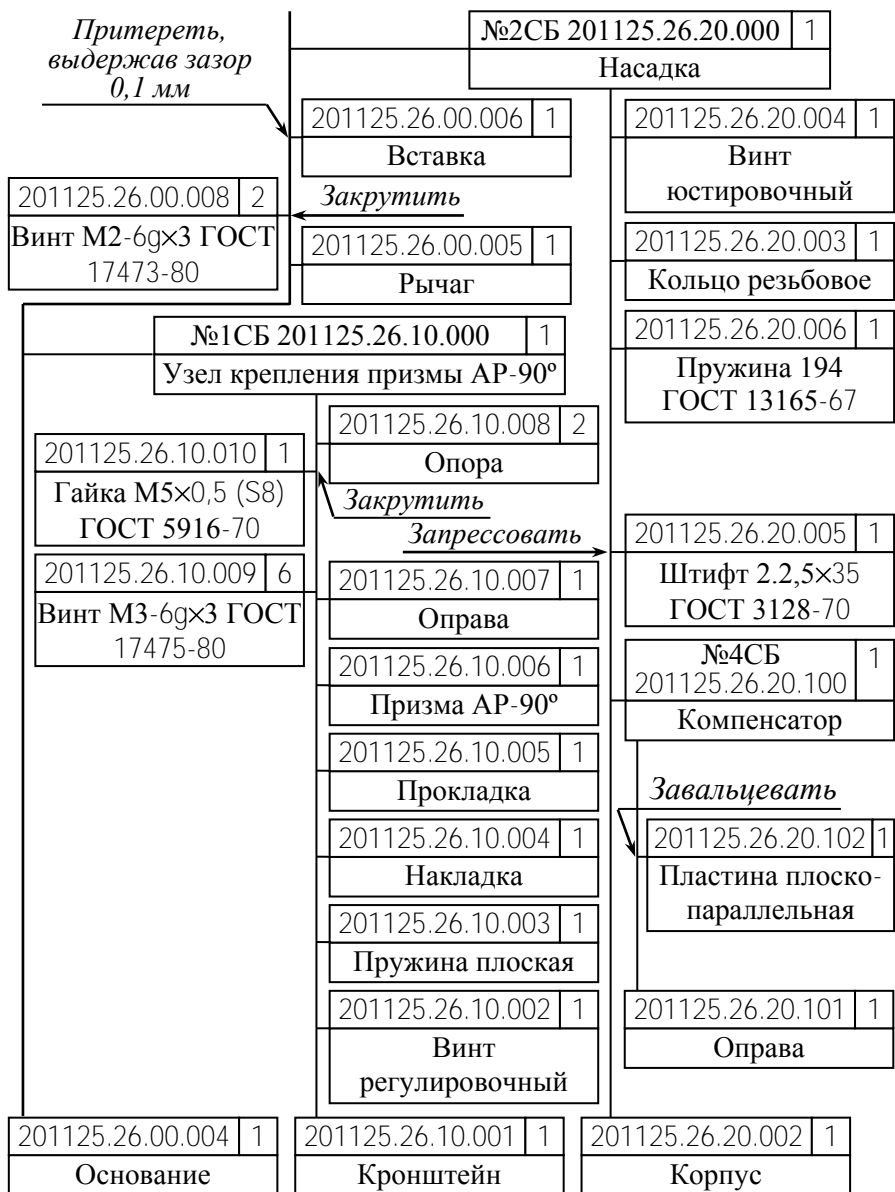 Притереть,
выдержав зазор
0,1 мм
№2СБ 201125.26.20.000 1
Насадка
201125.26.00.006 1
Вставка
201125.26.20.004 1
Винт
юстировочный
201125.26.00.008 2
Винт М2-6g×3 ГОСТ
17473-80
Закрутить
201125.26.00.005 1
Рычаг
201125.26.20.003 1
Кольцо резьбовое
№1СБ 201125.26.10.000 1
Узел крепления призмы АР-90º
201125.26.20.006 1
Пружина 194
ГОСТ 13165-67
201125.26.10.008 2
Опора
201125.26.10.010 1
Гайка М5×0,5 (S8)
ГОСТ 5916-70
Закрутить
Запрессовать
201125.26.20.005 1
Штифт 2.2,5×35
ГОСТ 3128-70
201125.26.10.009 6
Винт М3-6g×3 ГОСТ
17475-80
201125.26.10.007 1
Оправа
№4СБ 1
201125.26.20.100
Компенсатор
201125.26.10.006 1
Призма АР-90º
201125.26.10.005 1
Прокладка
Завальцевать
201125.26.20.102 1
Пластина плоско-
параллельная
201125.26.10.004 1
Накладка
201125.26.10.003 1
Пружина плоская
201125.26.10.002 1
Винт
регулировочный
201125.26.20.101 1
Оправа
201125.26.00.004 1
Основание
201125.26.10.001 1
Кронштейн
201125.26.20.002 1
Корпус